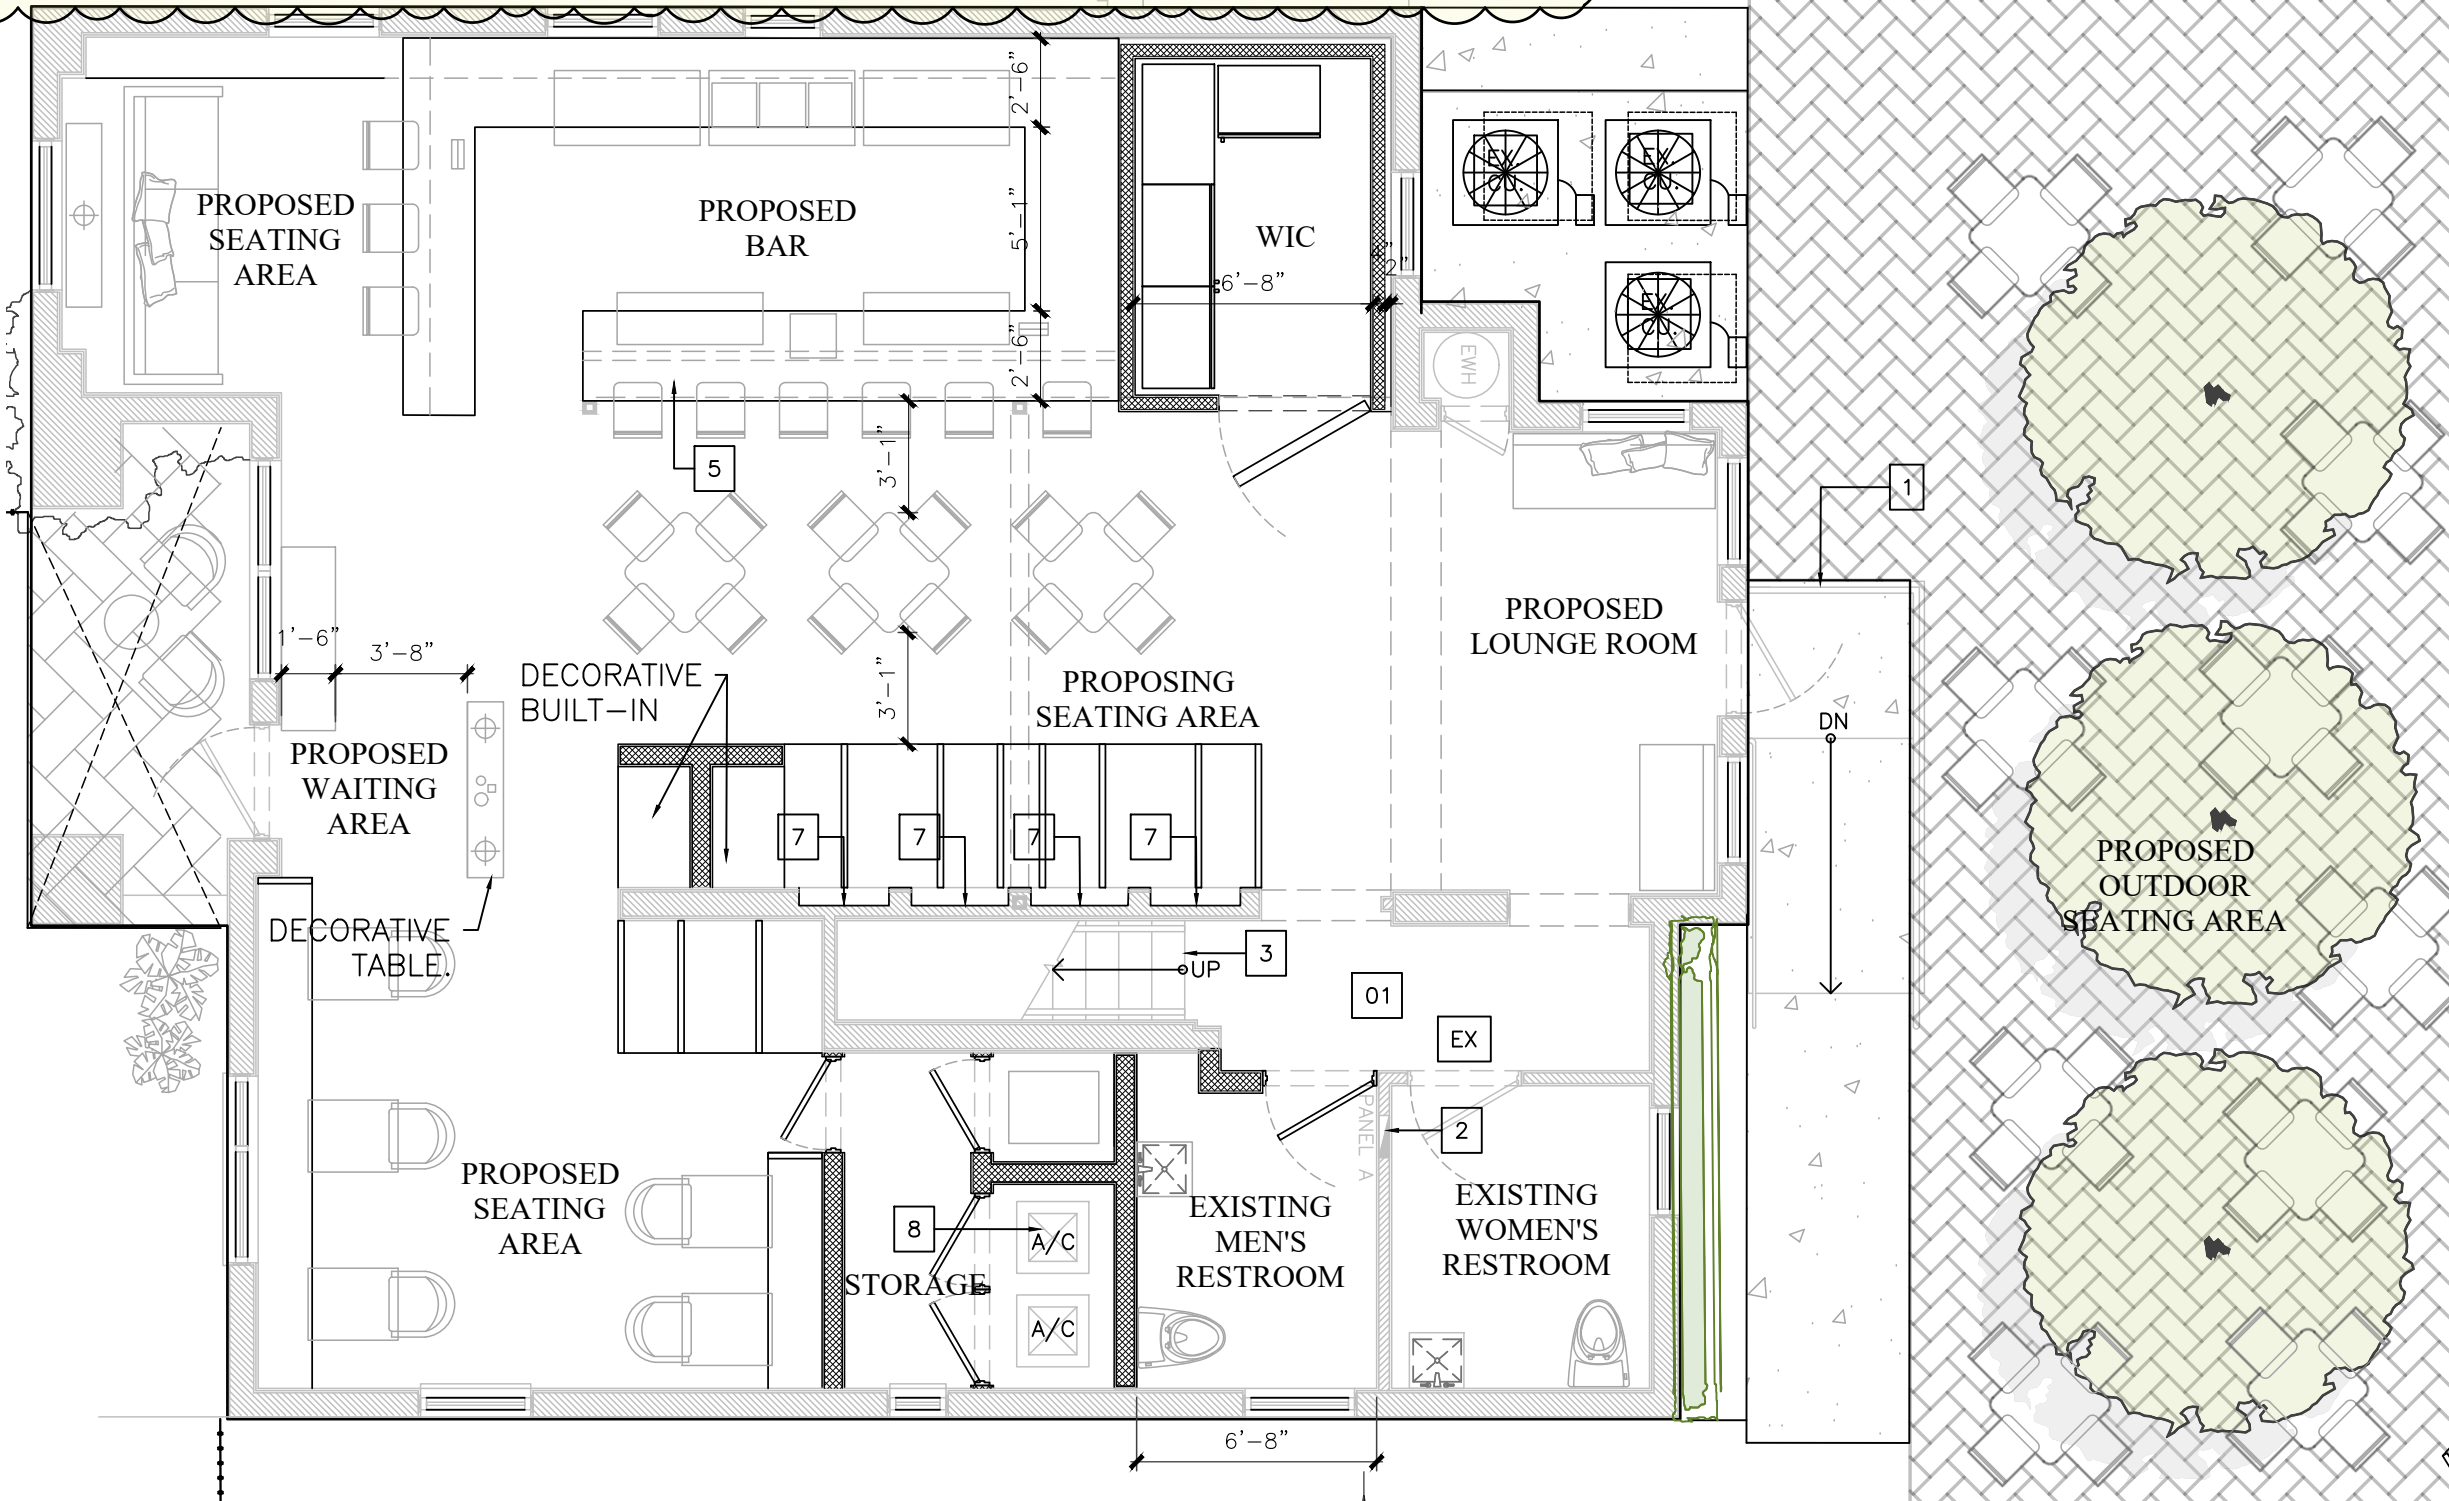 2'-6"
EX.
CU.
EX.
CU.
PROPOSED
SEATING
AREA
PROPOSED
BAR
5'-1"
WIC
4"
2"
6'-8"
EX.
CU.
2'-6"
EWH
5
3'-1"
1
PROPOSED
LOUNGE ROOM
1'-6"
3'-8"
DECORATIVE
BUILT-IN
3'-1"
PROPOSING
SEATING AREA
DN
PROPOSED
WAITING
AREA
7
7
7
7
PROPOSED
OUTDOOR
SEATING AREA
DECORATIVE
TABLE.
3
UP
01
EX
PANEL A
2
PROPOSED
SEATING
AREA
8
A/C
STORAGE
A/C
EXISTING
MEN'S
RESTROOM
EXISTING
WOMEN'S
RESTROOM
6'-8"